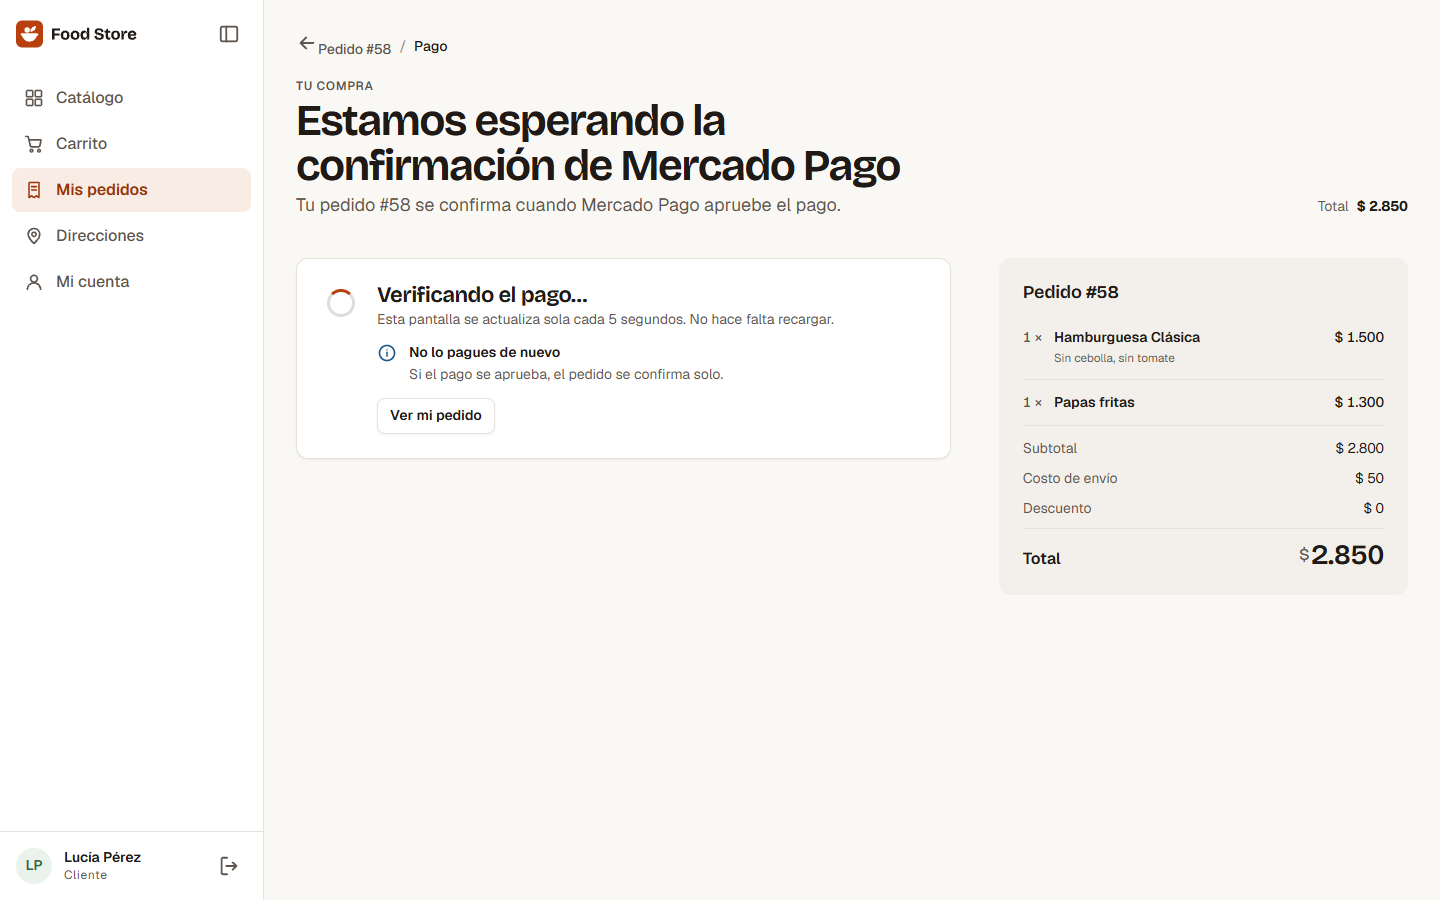 Food Store
Catálogo
Carrito
Mis pedidos
Direcciones
Mi cuenta
LP
Lucía Pérez
Cliente
Pedido #58 / Pago
TU COMPRA
Estamos esperando la
confirmación de Mercado Pago
Tu pedido #58 se confirma cuando Mercado Pago apruebe el pago.
Total $ 2.850
Verificando el pago...
Esta pantalla se actualiza sola cada 5 segundos. No hace falta recargar.
No lo pagues de nuevo
Si el pago se aprueba, el pedido se confirma solo.
Ver mi pedido
Pedido #58
1 × Hamburguesa Clásica $ 1.500
Sin cebolla, sin tomate
1 × Papas fritas $ 1.300
Subtotal $ 2.800
Costo de envío $ 50
Descuento $ 0
Total $2.850